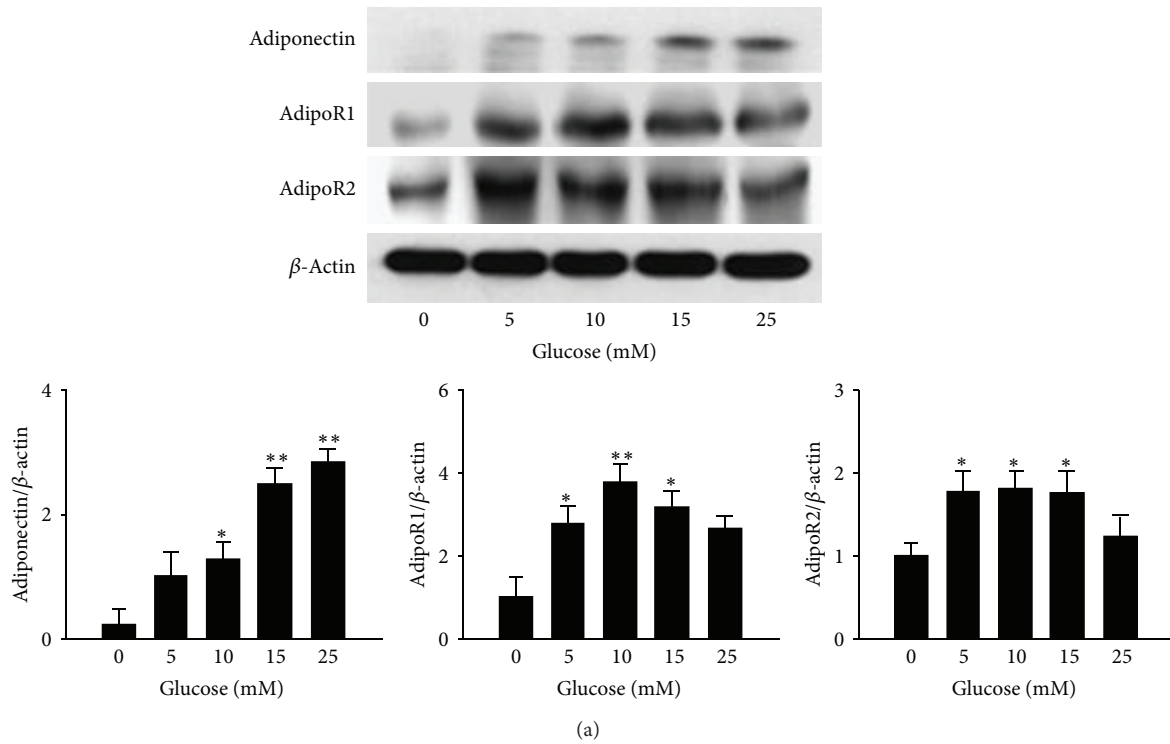 Adiponectin
AdipoR1
AdipoR2
β-Actin
0 5 10 15 25
Glucose (mM)
4
2
0
Adiponectin/β-actin
* ** **
0 5 10 15 25
Glucose (mM)
6
4
2
0
AdipoR1/β-actin
* ** *
0 5 10 15 25
Glucose (mM)
3
2
1
0
AdipoR2/β-actin
* * *
0 5 10 15 25
Glucose (mM)
(a)